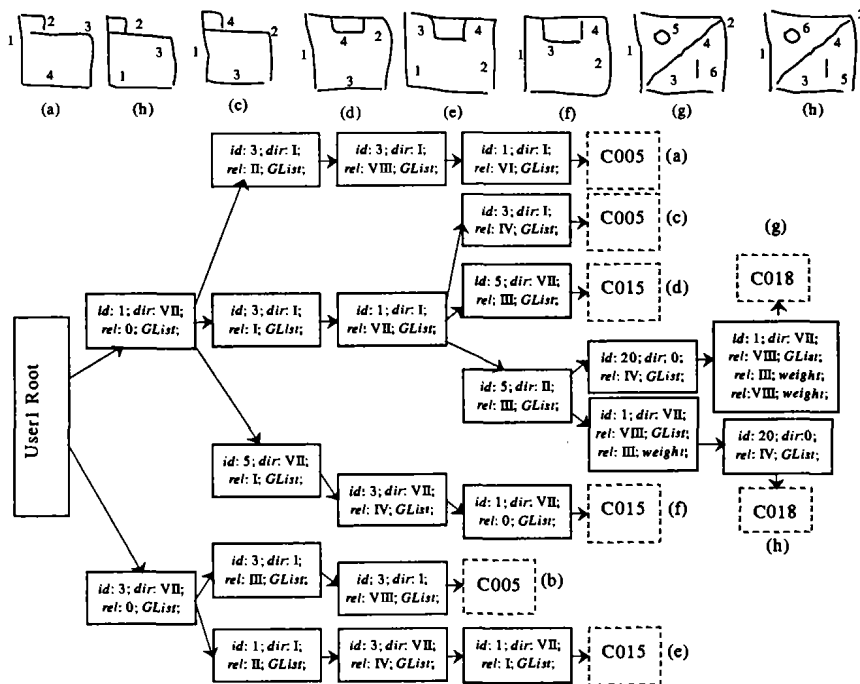 1 2 3 4
2 3 1
4 2 1 3
1 4 2 3
3 4 1 2
1 4 3 2
1 5 2 4 3 6
1 6 2 4 3 5
(a) (h) (c) (d) (e) (f) (g) (h)
id: 3; dir: I;
rel: II; GList;
id: 3; dir: I;
rel: VIII; GList;
id: 1; dir: I;
rel: VI; GList;
C005 (a)
id: 3; dir: I;
rel: IV; GList;
C005 (c)
(g)
C018
id: 1; dir: VII;
rel: 0; GList;
id: 3; dir: I;
rel: I; GList;
id: 1; dir: I;
rel: VII; GList;
id: 5; dir: VII;
rel: III; GList;
C015 (d)
User1 Root
id: 5; dir: II;
rel: III; GList;
id: 20; dir; 0;
rel: IV; GList;
id: 1; dir: VII;
rel: VIII; GList;
rel: III; weight;
rel:VIII; weight;
id: 1; dir: VII;
rel: VIII; GList;
rel: III; weight;
id: 20; dir:0;
rel: IV; GList;
C018
(h)
id: 5; dir: VII;
rel: I; GList;
id: 3; dir: VII;
rel: IV; GList;
id: 1; dir: VII;
rel: 0; GList;
C015 (f)
id: 3; dir: VII;
rel: 0; GList;
id: 3; dir: 1;
rel: III; GList;
id: 3; dir: 1;
rel: VIII; GList;
C005 (b)
id: 1; dir: I;
rel: II; GList;
id: 3; dir: VII;
rel: IV; GList;
id: 1; dir: VII;
rel: I; GList;
C015 (e)